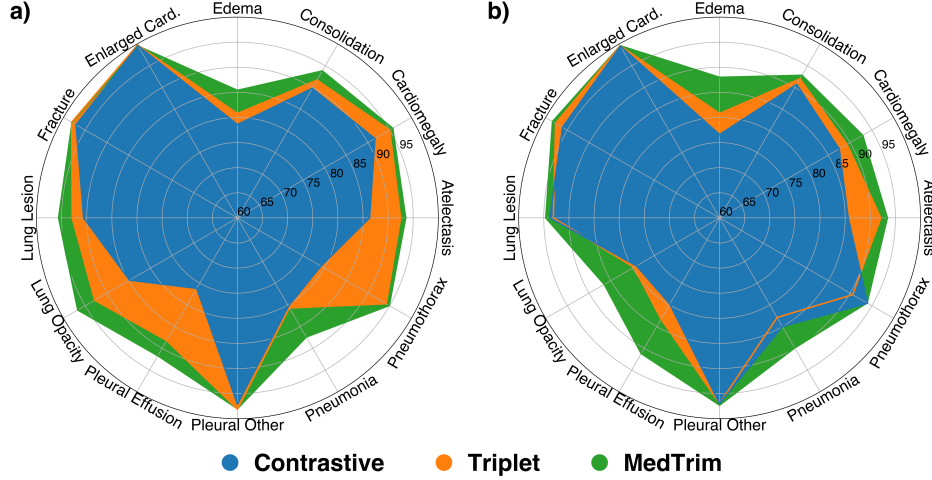 a)
Edema
Consolidation
Cardiomegaly
Atelectasis
Pneumothorax
Pneumonia
Pleural Other
Pleural Effusion
Lung Opacity
Lung Lesion
Fracture
Enlarged Card.
60
65
70
75
80
85
90
95
b)
Edema
Consolidation
Cardiomegaly
Atelectasis
Pneumothorax
Pneumonia
Pleural Other
Pleural Effusion
Lung Opacity
Lung Lesion
Fracture
Enlarged Card.
60
65
70
75
80
85
90
95
Contrastive
Triplet
MedTrim